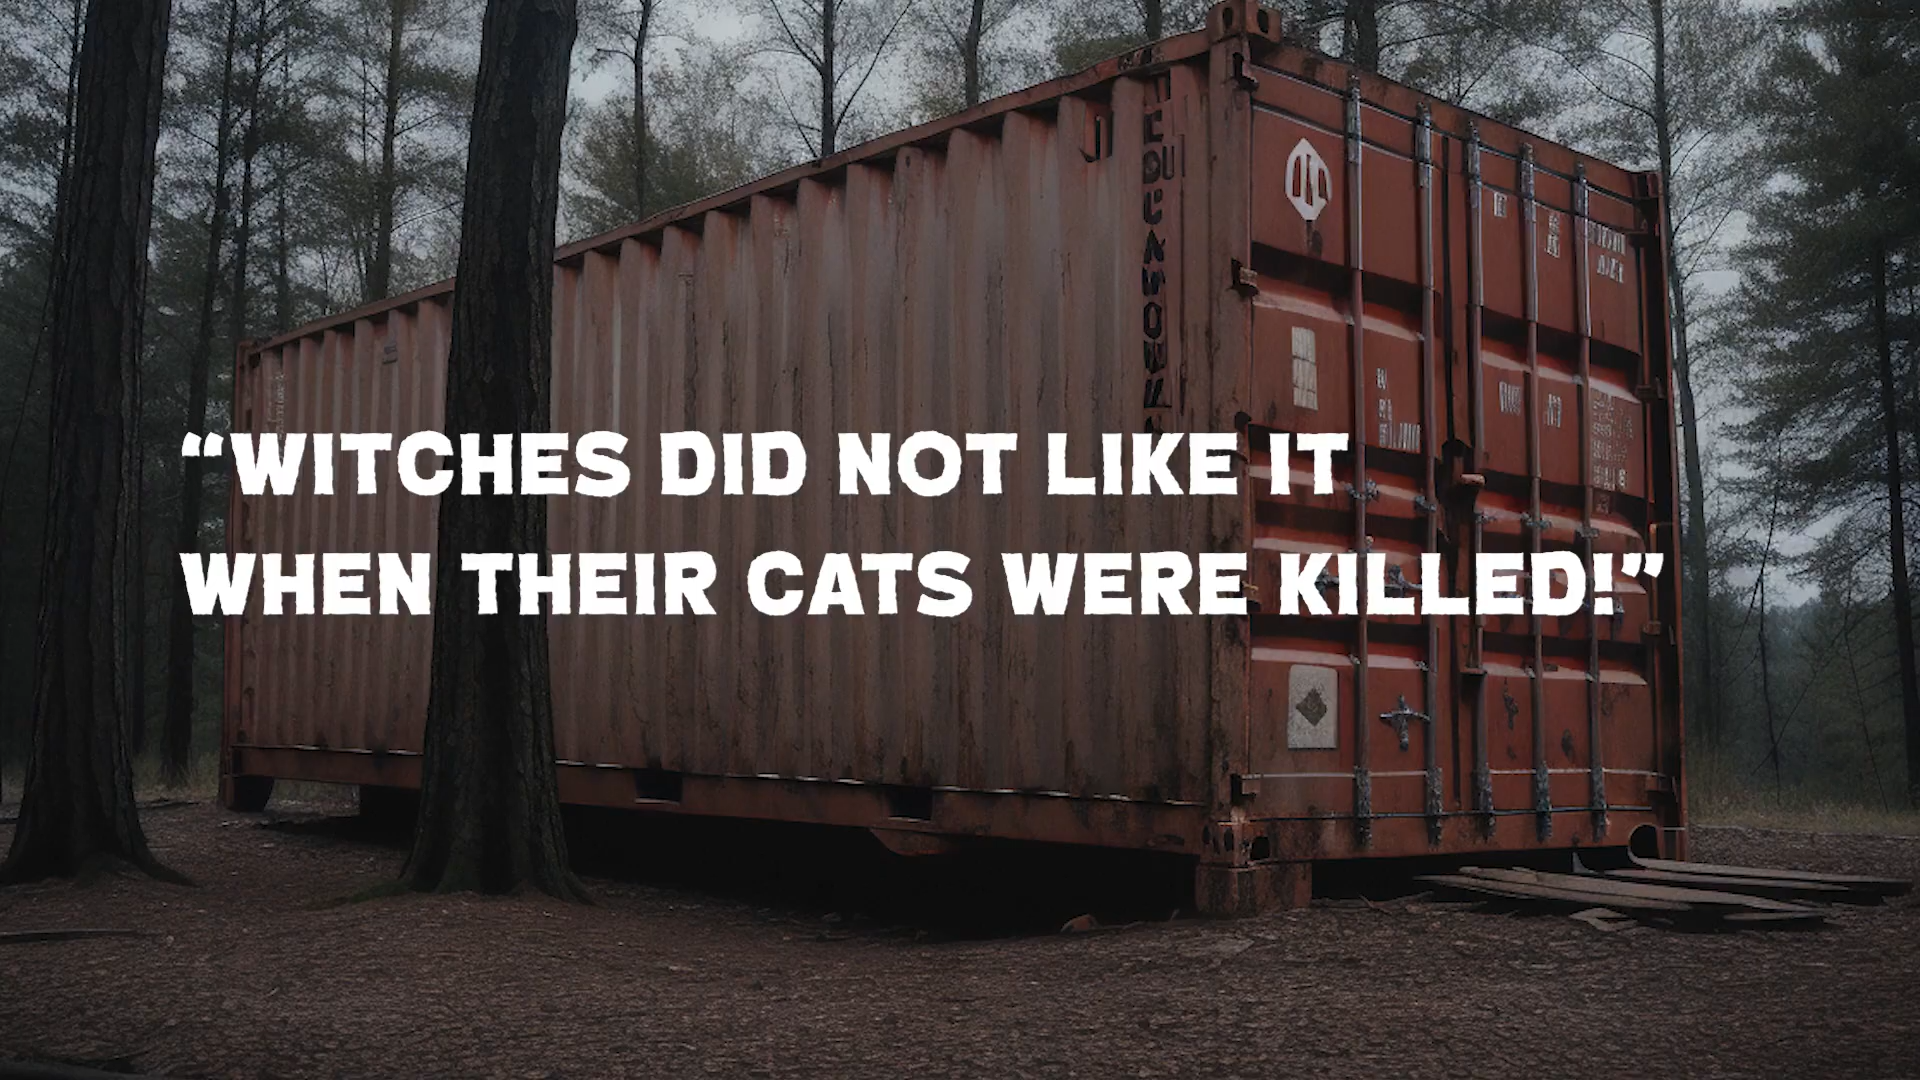 “WITCHES DID NOT LIKE IT
WHEN THEIR CATS WERE KILLED!”